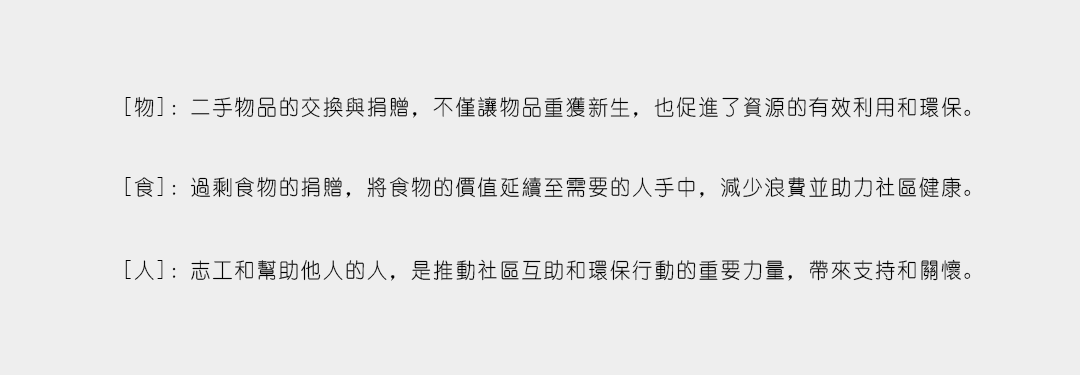 [物]: 二手物品的交換與捐贈，不僅讓物品重獲新生，也促進了資源的有效利用和環保。
[食]: 過剩食物的捐贈，將食物的價值延續至需要的人手中，減少浪費並助力社區健康。
[人]: 志工和幫助他人的人，是推動社區互助和環保行動的重要力量，帶來支持和關懷。